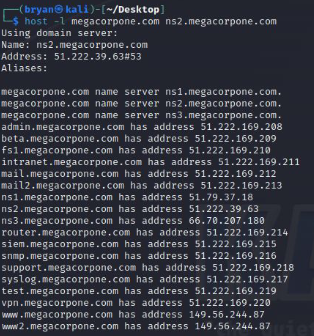 (bryan㉿kali)-[~/Desktop]
$ host -l megacorpone.com ns2.megacorpone.com
Using domain server:
Name: ns2.megacorpone.com
Address: 51.222.39.63#53
Aliases:
megacorpone.com name server ns1.megacorpone.com.
megacorpone.com name server ns2.megacorpone.com.
megacorpone.com name server ns3.megacorpone.com.
admin.megacorpone.com has address 51.222.169.208
beta.megacorpone.com has address 51.222.169.209
fs1.megacorpone.com has address 51.222.169.210
intranet.megacorpone.com has address 51.222.169.211
mail.megacorpone.com has address 51.222.169.212
mail2.megacorpone.com has address 51.222.169.213
ns1.megacorpone.com has address 51.79.37.18
ns2.megacorpone.com has address 51.222.39.63
ns3.megacorpone.com has address 66.70.207.180
router.megacorpone.com has address 51.222.169.214
siem.megacorpone.com has address 51.222.169.215
snmp.megacorpone.com has address 51.222.169.216
support.megacorpone.com has address 51.222.169.218
syslog.megacorpone.com has address 51.222.169.217
test.megacorpone.com has address 51.222.169.219
vpn.megacorpone.com has address 51.222.169.220
www.megacorpone.com has address 149.56.244.87
www2.megacorpone.com has address 149.56.244.87